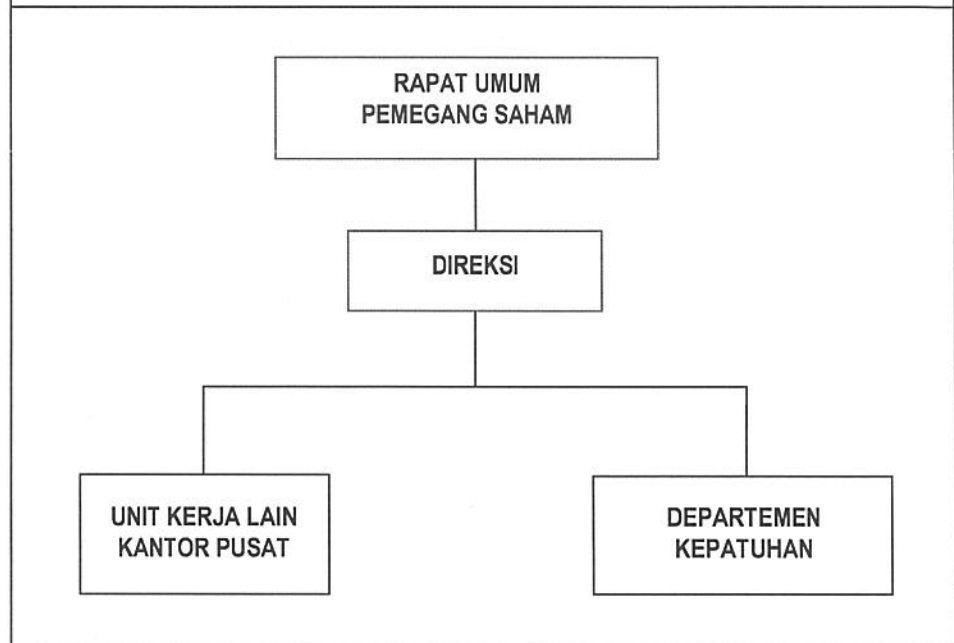 RAPAT UMUM
PEMEGANG SAHAM
DIREKSI
UNIT KERJA LAIN
KANTOR PUSAT
DEPARTEMEN
KEPATUHAN